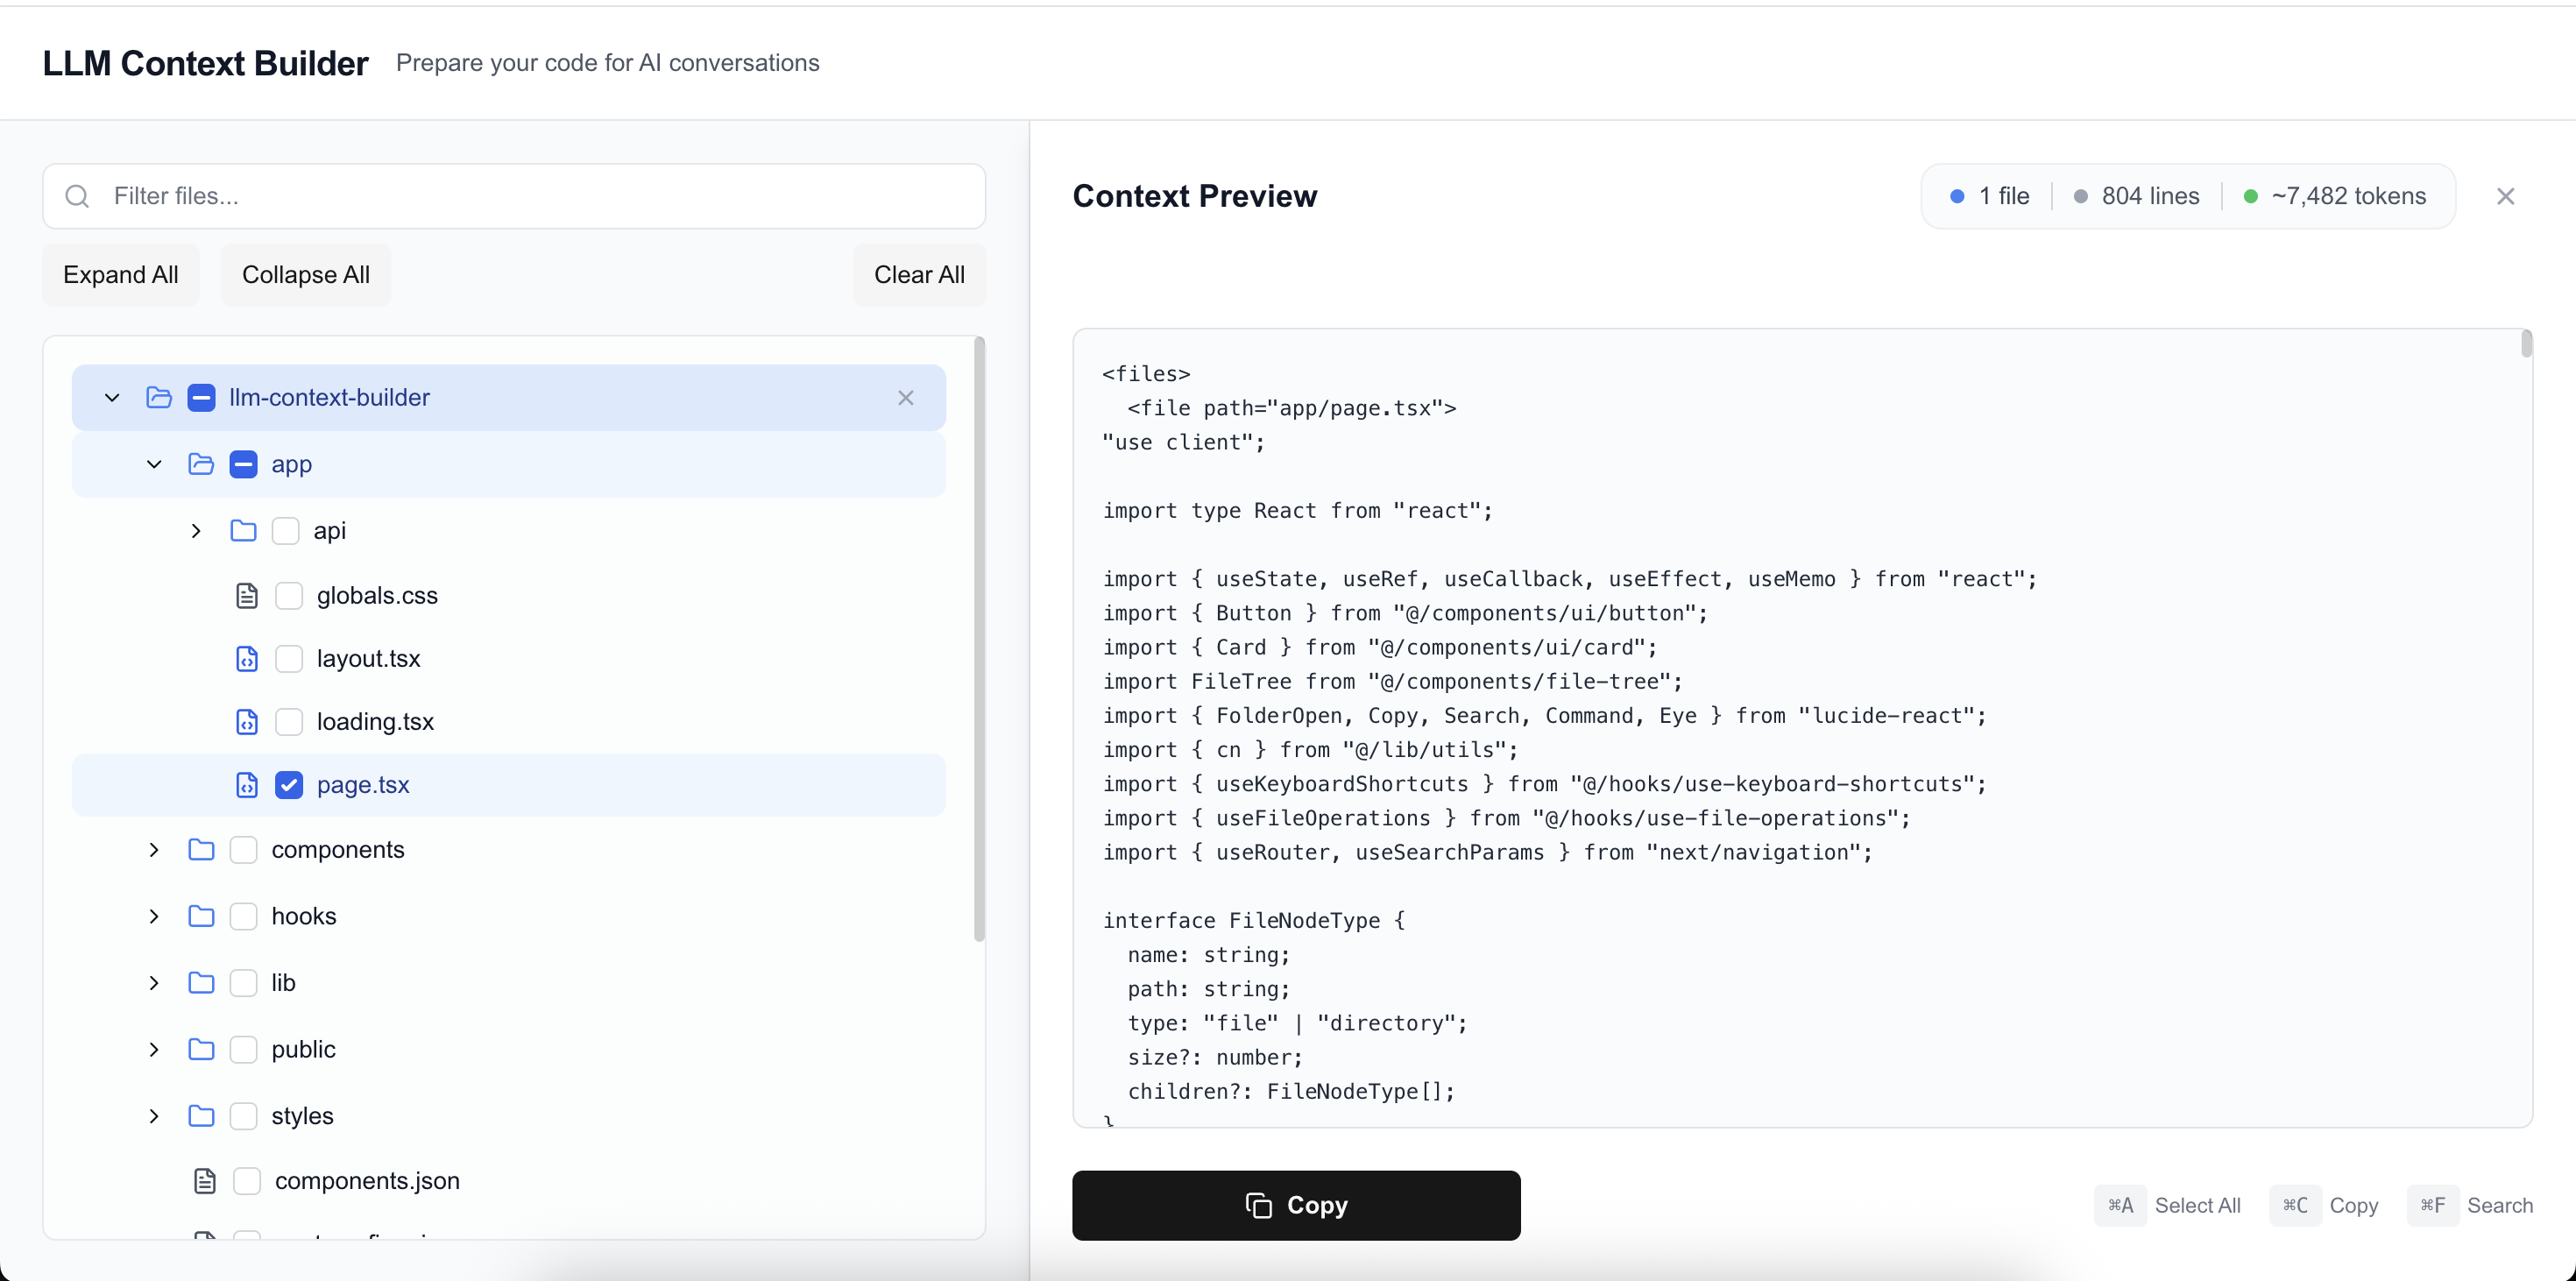 LLM Context Builder Prepare your code for AI conversations
Filter files...
Expand All Collapse All Clear All
llm-context-builder
app
api
globals.css
layout.tsx
loading.tsx
page.tsx
components
hooks
lib
public
styles
components.json
Context Preview
1 file 804 lines ~7,482 tokens
<files>
  <file path="app/page.tsx">
"use client";

import type React from "react";

import { useState, useRef, useCallback, useEffect, useMemo } from "react";
import { Button } from "@/components/ui/button";
import { Card } from "@/components/ui/card";
import FileTree from "@/components/file-tree";
import { FolderOpen, Copy, Search, Command, Eye } from "lucide-react";
import { cn } from "@/lib/utils";
import { useKeyboardShortcuts } from "@/hooks/use-keyboard-shortcuts";
import { useFileOperations } from "@/hooks/use-file-operations";
import { useRouter, useSearchParams } from "next/navigation";

interface FileNodeType {
  name: string;
  path: string;
  type: "file" | "directory";
  size?: number;
  children?: FileNodeType[];
}
Copy
⌘A Select All ⌘C Copy ⌘F Search